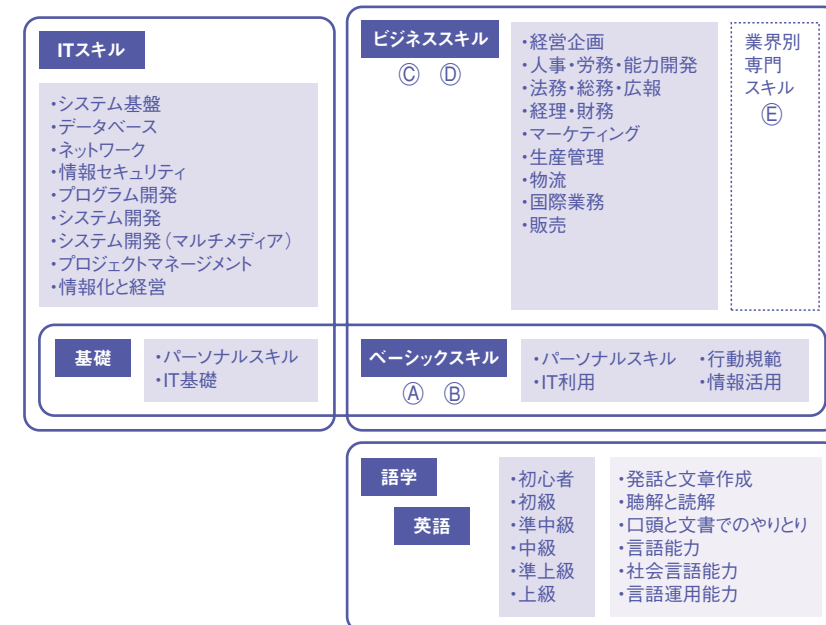 ITスキル
・システム基盤
・データベース
・ネットワーク
・情報セキュリティ
・プログラム開発
・システム開発
・システム開発（マルチメディア）
・プロジェクトマネージメント
・情報化と経営
ビジネススキル
Ⓒ Ⓓ
・経営企画
・人事・労務・能力開発
・法務・総務・広報
・経理・財務
・マーケティング
・生産管理
・物流
・国際業務
・販売
業界別
専門
スキル
Ⓔ
基礎
・パーソナルスキル
・IT基礎
ベーシックスキル
Ⓐ Ⓑ
・パーソナルスキル
・IT利用
・行動規範
・情報活用
語学
英語
・初心者
・初級
・準中級
・中級
・準上級
・上級
・発話と文章作成
・聴解と読解
・口頭と文書でのやりとり
・言語能力
・社会言語能力
・言語運用能力